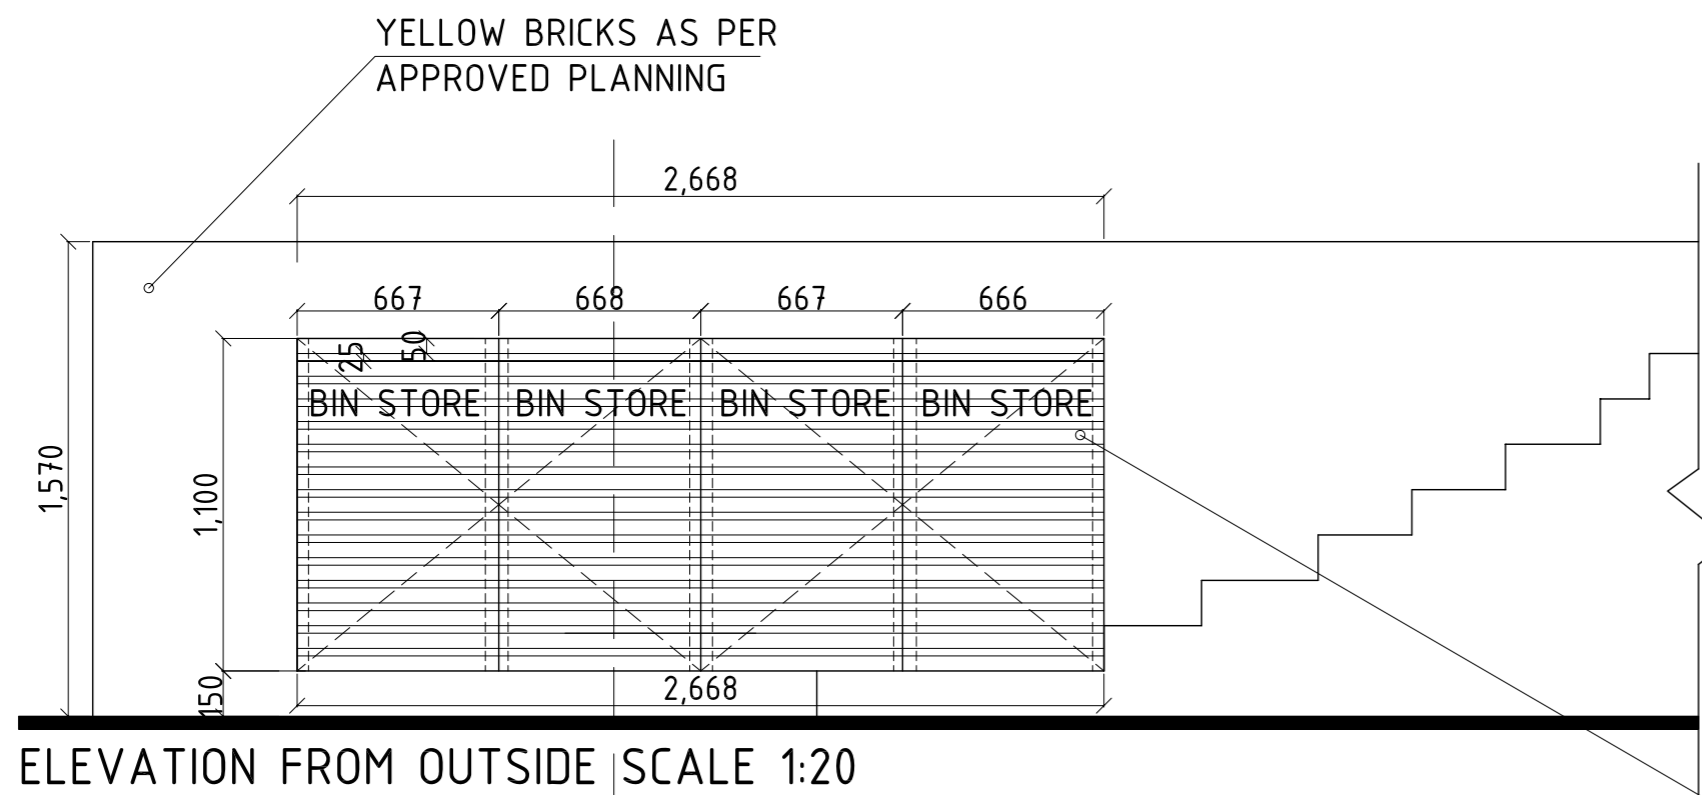 YELLOW BRICKS AS PER
APPROVED PLANNING
2,668
667 668 667 666
25 50
BIN STORE BIN STORE BIN STORE BIN STORE
1,570
1,100
150
2,668
ELEVATION FROM OUTSIDE SCALE 1:20